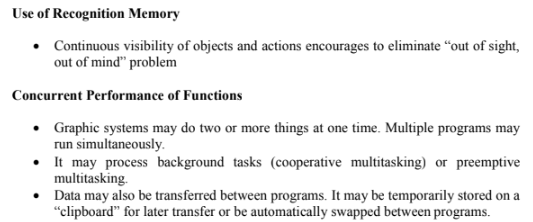 Use of Recognition Memory
• Continuous visibility of objects and actions encourages to eliminate “out of sight,
out of mind” problem
Concurrent Performance of Functions
• Graphic systems may do two or more things at one time. Multiple programs may
run simultaneously.
• It may process background tasks (cooperative multitasking) or preemptive
multitasking.
• Data may also be transferred between programs. It may be temporarily stored on a
“clipboard” for later transfer or be automatically swapped between programs.